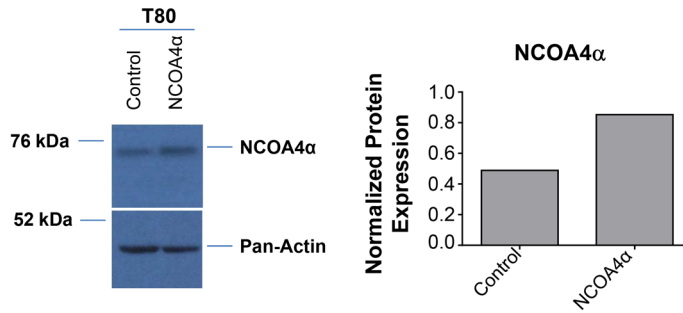 T80
Control
NCOA4α
76 kDa
NCOA4α
52 kDa
Pan-Actin
NCOA4α
Normalized Protein
Expression
1.0
0.8
0.6
0.4
0.2
0.0
Control
NCOA4α